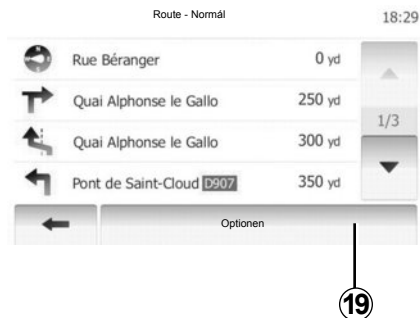 Route - Normál
18:29
Rue Béranger 0 yd
Quai Alphonse le Gallo 250 yd
1/3
Quai Alphonse le Gallo 300 yd
Pont de Saint-Cloud D907 350 yd
Optionen
19